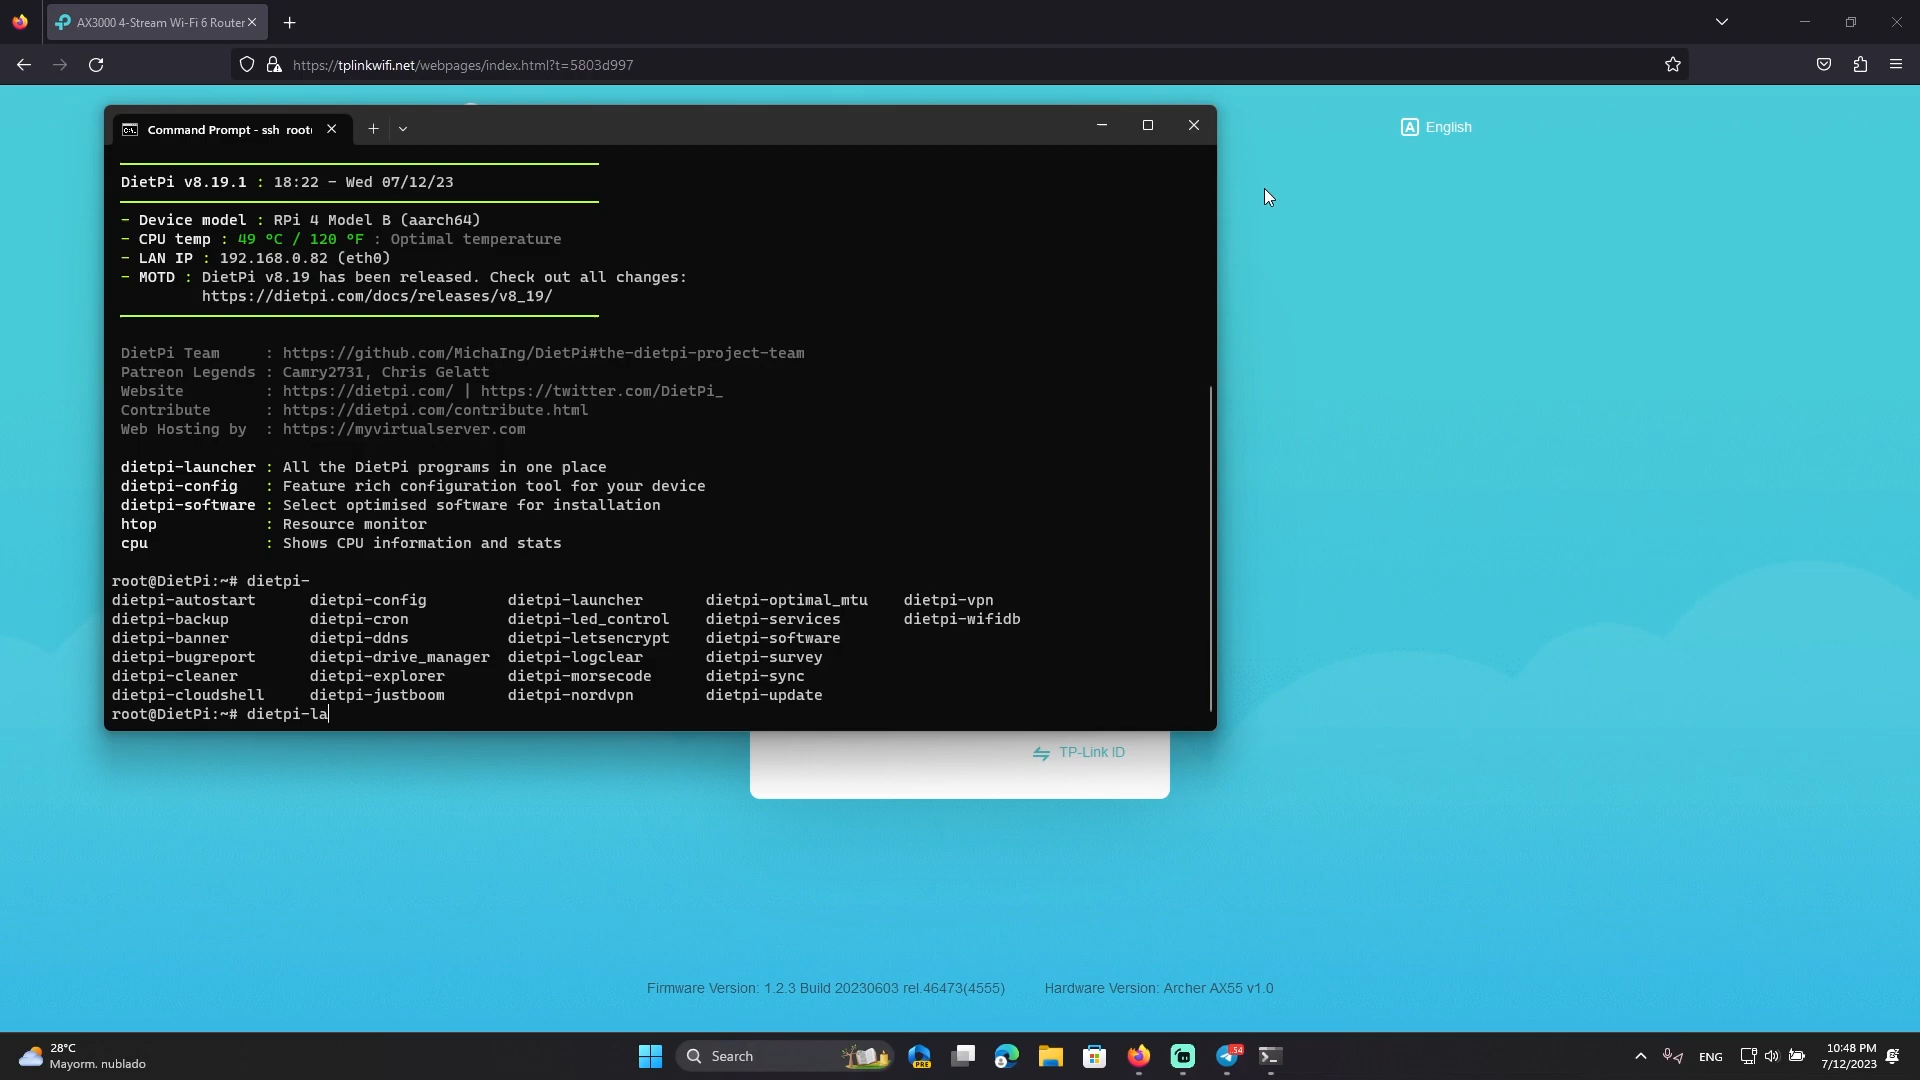 AX3000 4-Stream Wi-Fi 6 Router
https://tplinkwifi.net/webpages/index.html?t=5803d997
A English
Command Prompt - ssh root
DietPi v8.19.1 : 18:22 - Wed 07/12/23
- Device model : RPi 4 Model B (aarch64)
- CPU temp : 49 °C / 120 °F : Optimal temperature
- LAN IP : 192.168.0.82 (eth0)
- MOTD : DietPi v8.19 has been released. Check out all changes:
https://dietpi.com/docs/releases/v8_19/
DietPi Team : https://github.com/MichaIng/DietPi#the-dietpi-project-team
Patreon Legends : Camry2731, Chris Gelatt
Website : https://dietpi.com/ | https://twitter.com/DietPi_
Contribute : https://dietpi.com/contribute.html
Web Hosting by : https://myvirtualserver.com
dietpi-launcher : All the DietPi programs in one place
dietpi-config : Feature rich configuration tool for your device
dietpi-software : Select optimised software for installation
htop : Resource monitor
cpu : Shows CPU information and stats
root@DietPi:~# dietpi-
dietpi-autostart dietpi-config dietpi-launcher dietpi-optimal_mtu dietpi-vpn
dietpi-backup dietpi-cron dietpi-led_control dietpi-services dietpi-wifidb
dietpi-banner dietpi-ddns dietpi-letsencrypt dietpi-software
dietpi-bugreport dietpi-drive_manager dietpi-logclear dietpi-survey
dietpi-cleaner dietpi-explorer dietpi-morsecode dietpi-sync
dietpi-cloudshell dietpi-justboom dietpi-nordvpn dietpi-update
root@DietPi:~# dietpi-la
TP-Link ID
Firmware Version: 1.2.3 Build 20230603 rel.46473(4555) Hardware Version: Archer AX55 v1.0
28°C
Mayorm. nublado
Search
PRE
54
ENG
10:48 PM
7/12/2023